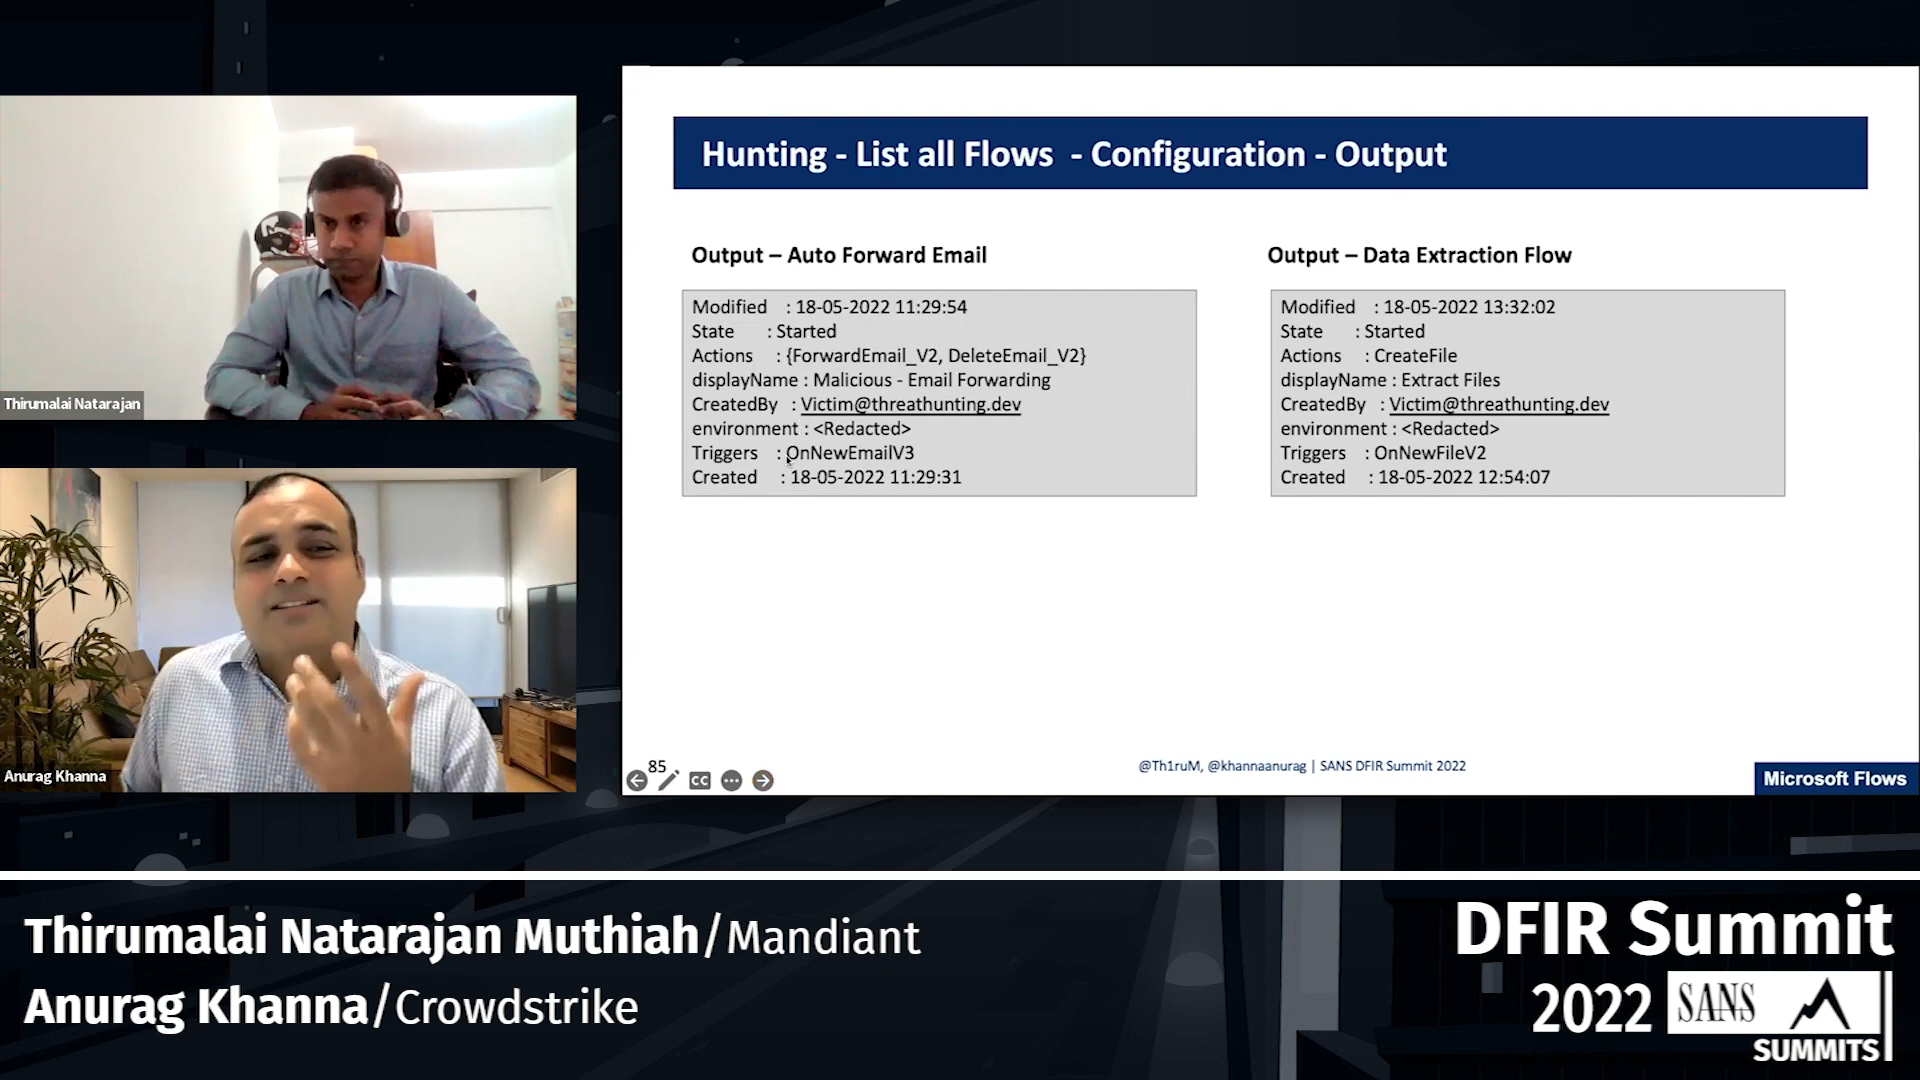 Thirumalai Natarajan
Anurag Khanna
Hunting - List all Flows - Configuration - Output
Output – Auto Forward Email
Modified : 18-05-2022 11:29:54
State : Started
Actions : {ForwardEmail_V2, DeleteEmail_V2}
displayName : Malicious - Email Forwarding
CreatedBy : Victim@threathunting.dev
environment : <Redacted>
Triggers : OnNewEmailV3
Created : 18-05-2022 11:29:31
Output – Data Extraction Flow
Modified : 18-05-2022 13:32:02
State : Started
Actions : CreateFile
displayName : Extract Files
CreatedBy : Victim@threathunting.dev
environment : <Redacted>
Triggers : OnNewFileV2
Created : 18-05-2022 12:54:07
85
CC
@Th1ruM, @khannaanurag | SANS DFIR Summit 2022
Microsoft Flows
Thirumalai Natarajan Muthiah/Mandiant
Anurag Khanna/Crowdstrike
DFIR Summit
2022 SANS
SUMMITS